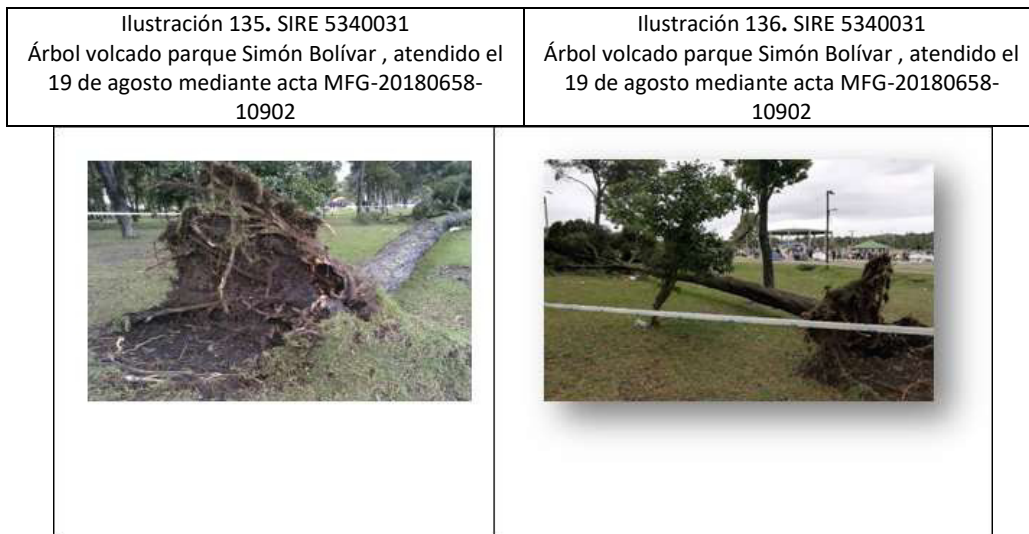 Ilustración 135. SIRE 5340031
Árbol volcado parque Simón Bolívar , atendido el
19 de agosto mediante acta MFG-20180658-
10902
Ilustración 136. SIRE 5340031
Árbol volcado parque Simón Bolívar , atendido el
19 de agosto mediante acta MFG-20180658-
10902